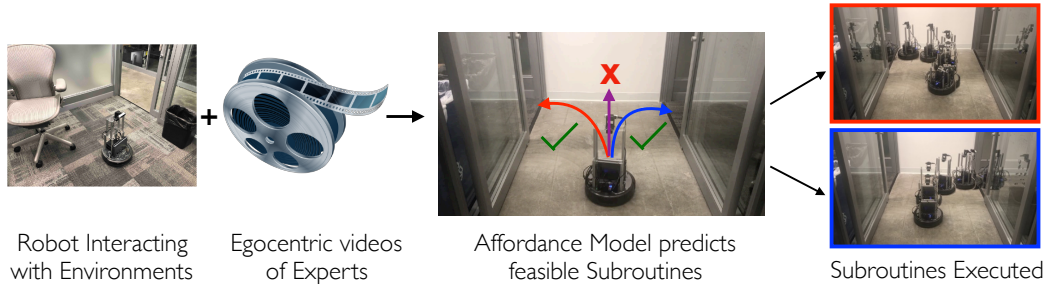 +
X
Robot Interacting
with Environments
Egocentric videos
of Experts
Affordance Model predicts
feasible Subroutines
Subroutines Executed